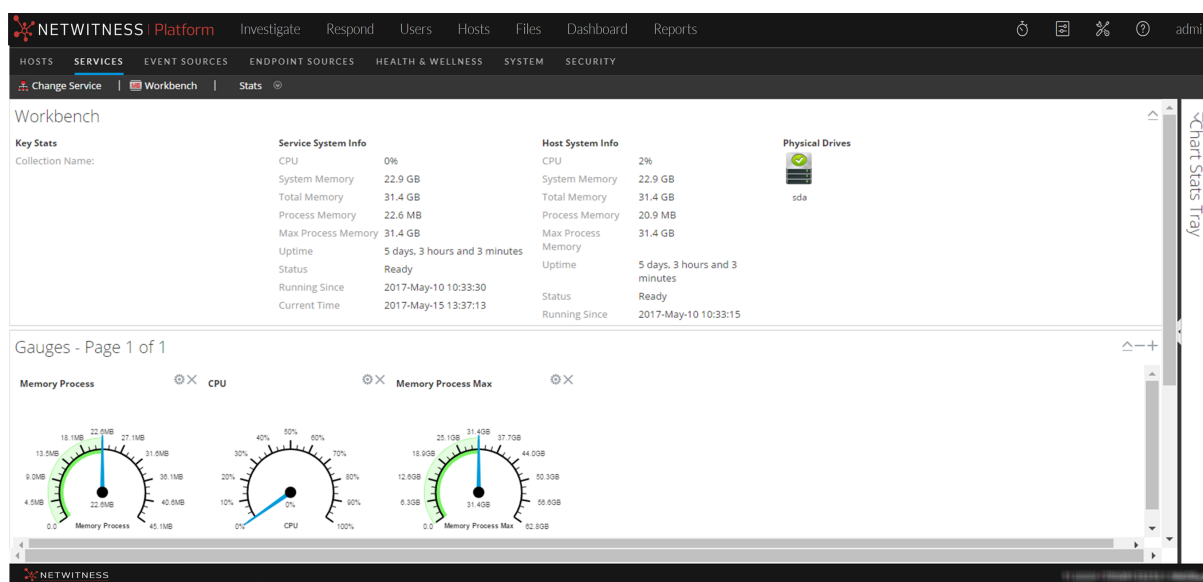 NETWITNESS | Platform Investigate Respond Users Hosts Files Dashboard Reports admi
HOSTS SERVICES EVENT SOURCES ENDPOINT SOURCES HEALTH & WELLNESS SYSTEM SECURITY
Change Service | Workbench | Stats
Workbench
Key Stats
Collection Name:
Service System Info
CPU 0%
System Memory 22.9 GB
Total Memory 31.4 GB
Process Memory 22.6 MB
Max Process Memory 31.4 GB
Uptime 5 days, 3 hours and 3 minutes
Status Ready
Running Since 2017-May-10 10:33:30
Current Time 2017-May-15 13:37:13
Host System Info
CPU 2%
System Memory 22.9 GB
Total Memory 31.4 GB
Process Memory 20.9 MB
Max Process Memory 31.4 GB
Uptime 5 days, 3 hours and 3 minutes
Status Ready
Running Since 2017-May-10 10:33:15
Physical Drives
sda
Chart Stats Tray
Gauges - Page 1 of 1
Memory Process
0.0 4.5MB 9.0MB 13.5MB 18.1MB 22.6MB 27.1MB 31.6MB 36.1MB 40.6MB 45.1MB
22.6MB
Memory Process
CPU
0% 10% 20% 30% 40% 50% 60% 70% 80% 90% 100%
0%
CPU
Memory Process Max
0.0 6.3GB 12.6GB 18.9GB 25.1GB 31.4GB 37.7GB 44.0GB 50.3GB 56.6GB 62.8GB
31.4GB
Memory Process Max
NETWITNESS